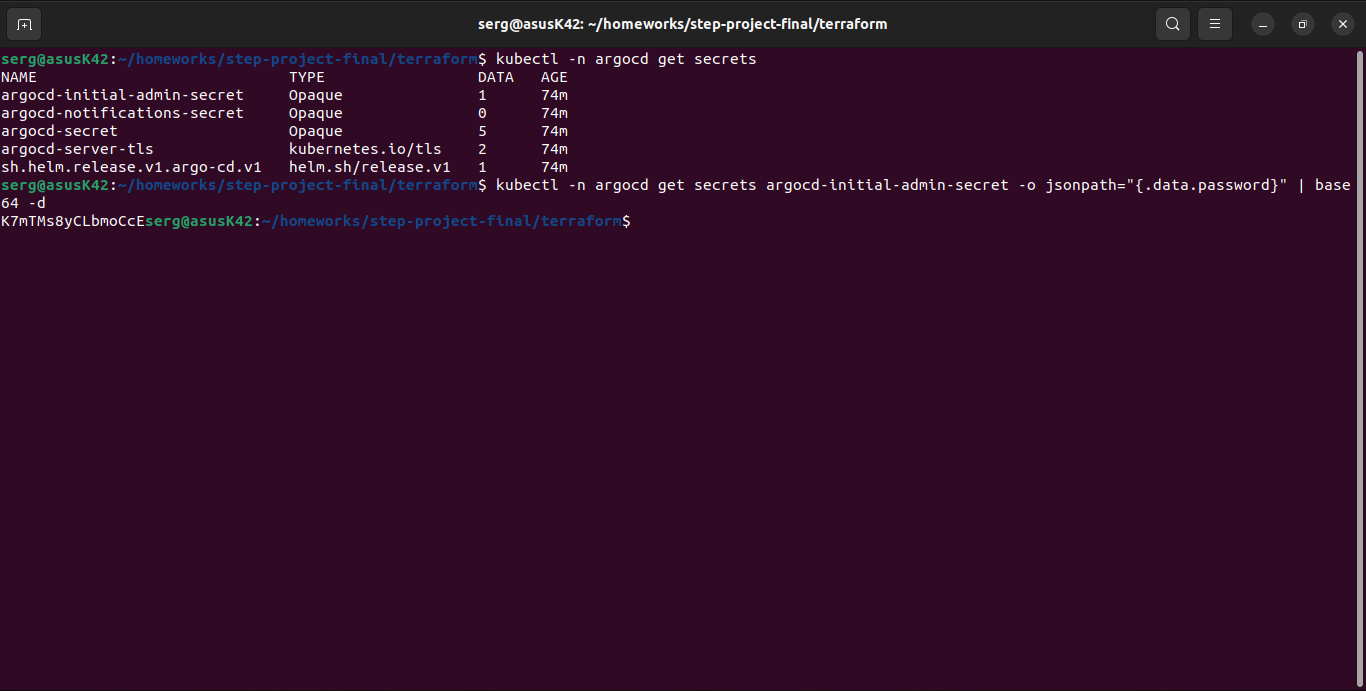 serg@asusK42: ~/homeworks/step-project-final/terraform
serg@asusK42:~/homeworks/step-project-final/terraform$ kubectl -n argocd get secrets
NAME                            TYPE                 DATA   AGE
argocd-initial-admin-secret     Opaque               1      74m
argocd-notifications-secret     Opaque               0      74m
argocd-secret                   Opaque               5      74m
argocd-server-tls               kubernetes.io/tls    2      74m
sh.helm.release.v1.argo-cd.v1   helm.sh/release.v1   1      74m
serg@asusK42:~/homeworks/step-project-final/terraform$ kubectl -n argocd get secrets argocd-initial-admin-secret -o jsonpath="{.data.password}" | base
64 -d
K7mTMs8yCLbmoCcEserg@asusK42:~/homeworks/step-project-final/terraform$